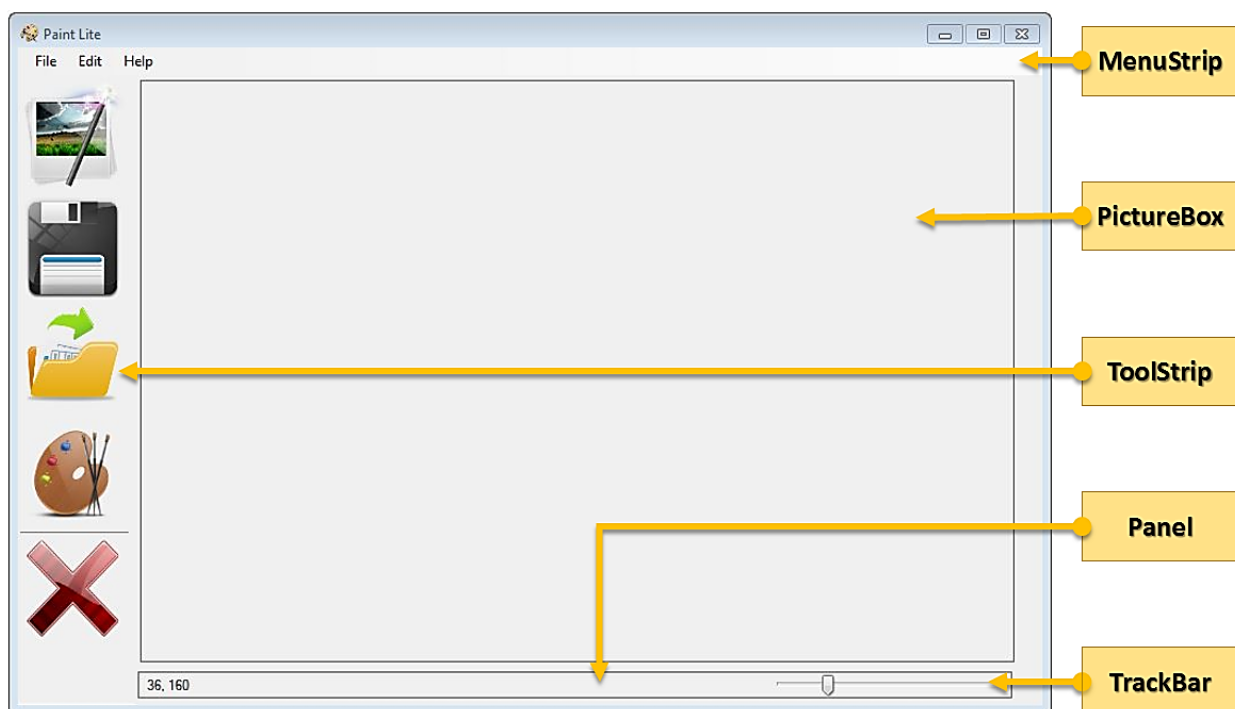 Paint Lite
File Edit Help
MenuStrip
PictureBox
ToolStrip
Panel
36, 160
TrackBar